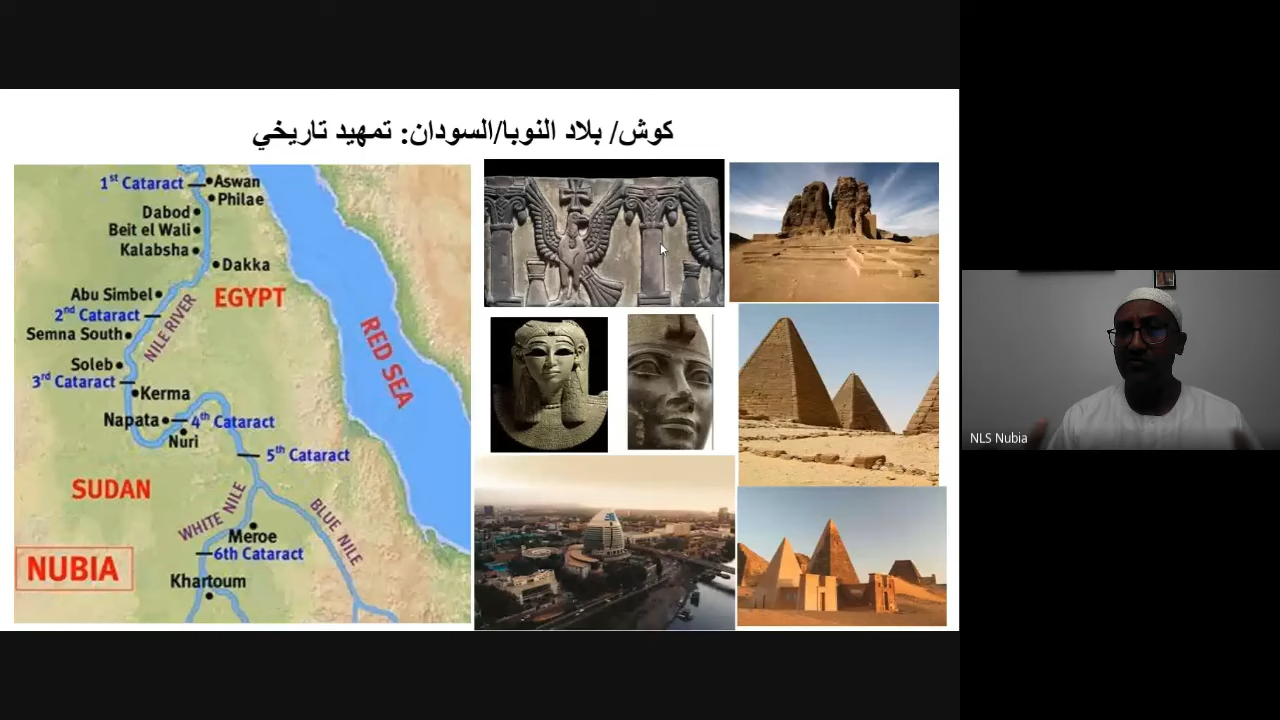 كوش/ بلاد النوبا/السودان: تمهيد تاريخي
1st Cataract
Aswan
Philae
Dabod
Beit el Wali
Kalabsha
Dakka
Abu Simbel
EGYPT
2nd Cataract
Semna South
NILE RIVER
RED SEA
Soleb
3rd Cataract
Kerma
Napata
4th Cataract
Nuri
5th Cataract
SUDAN
WHITE NILE
BLUE NILE
Meroe
6th Cataract
NUBIA
Khartoum
NLS Nubia